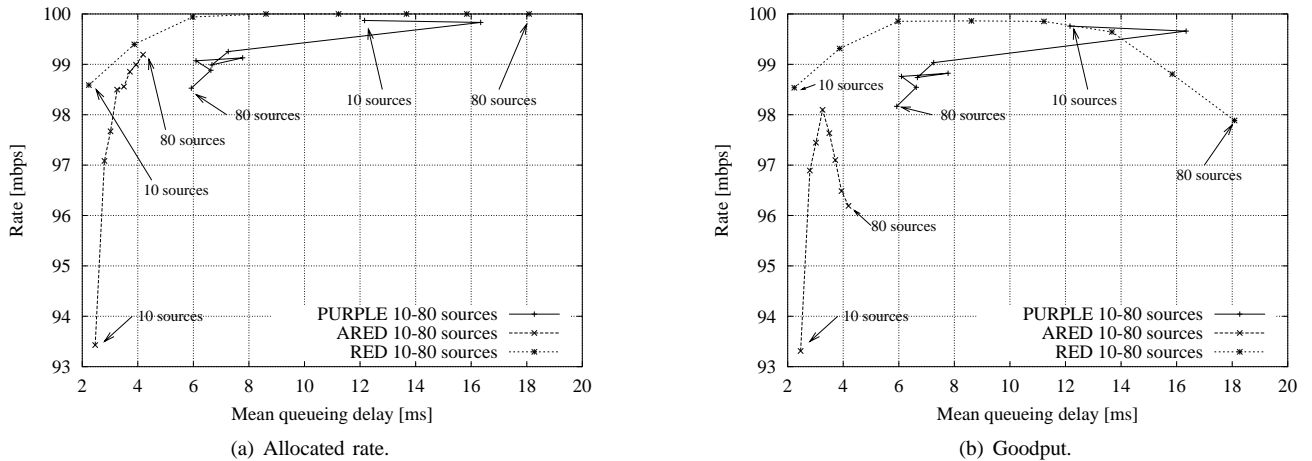 100
99
98
97
96
95
94
93
Rate [mbps]
10 sources
80 sources
80 sources
80 sources
10 sources
10 sources
PURPLE 10-80 sources
ARED 10-80 sources
RED 10-80 sources
2 4 6 8 10 12 14 16 18 20
Mean queueing delay [ms]
(a) Allocated rate.
100
99
98
97
96
95
94
93
Rate [mbps]
10 sources
10 sources
80 sources
80 sources
80 sources
10 sources
PURPLE 10-80 sources
ARED 10-80 sources
RED 10-80 sources
2 4 6 8 10 12 14 16 18 20
Mean queueing delay [ms]
(b) Goodput.